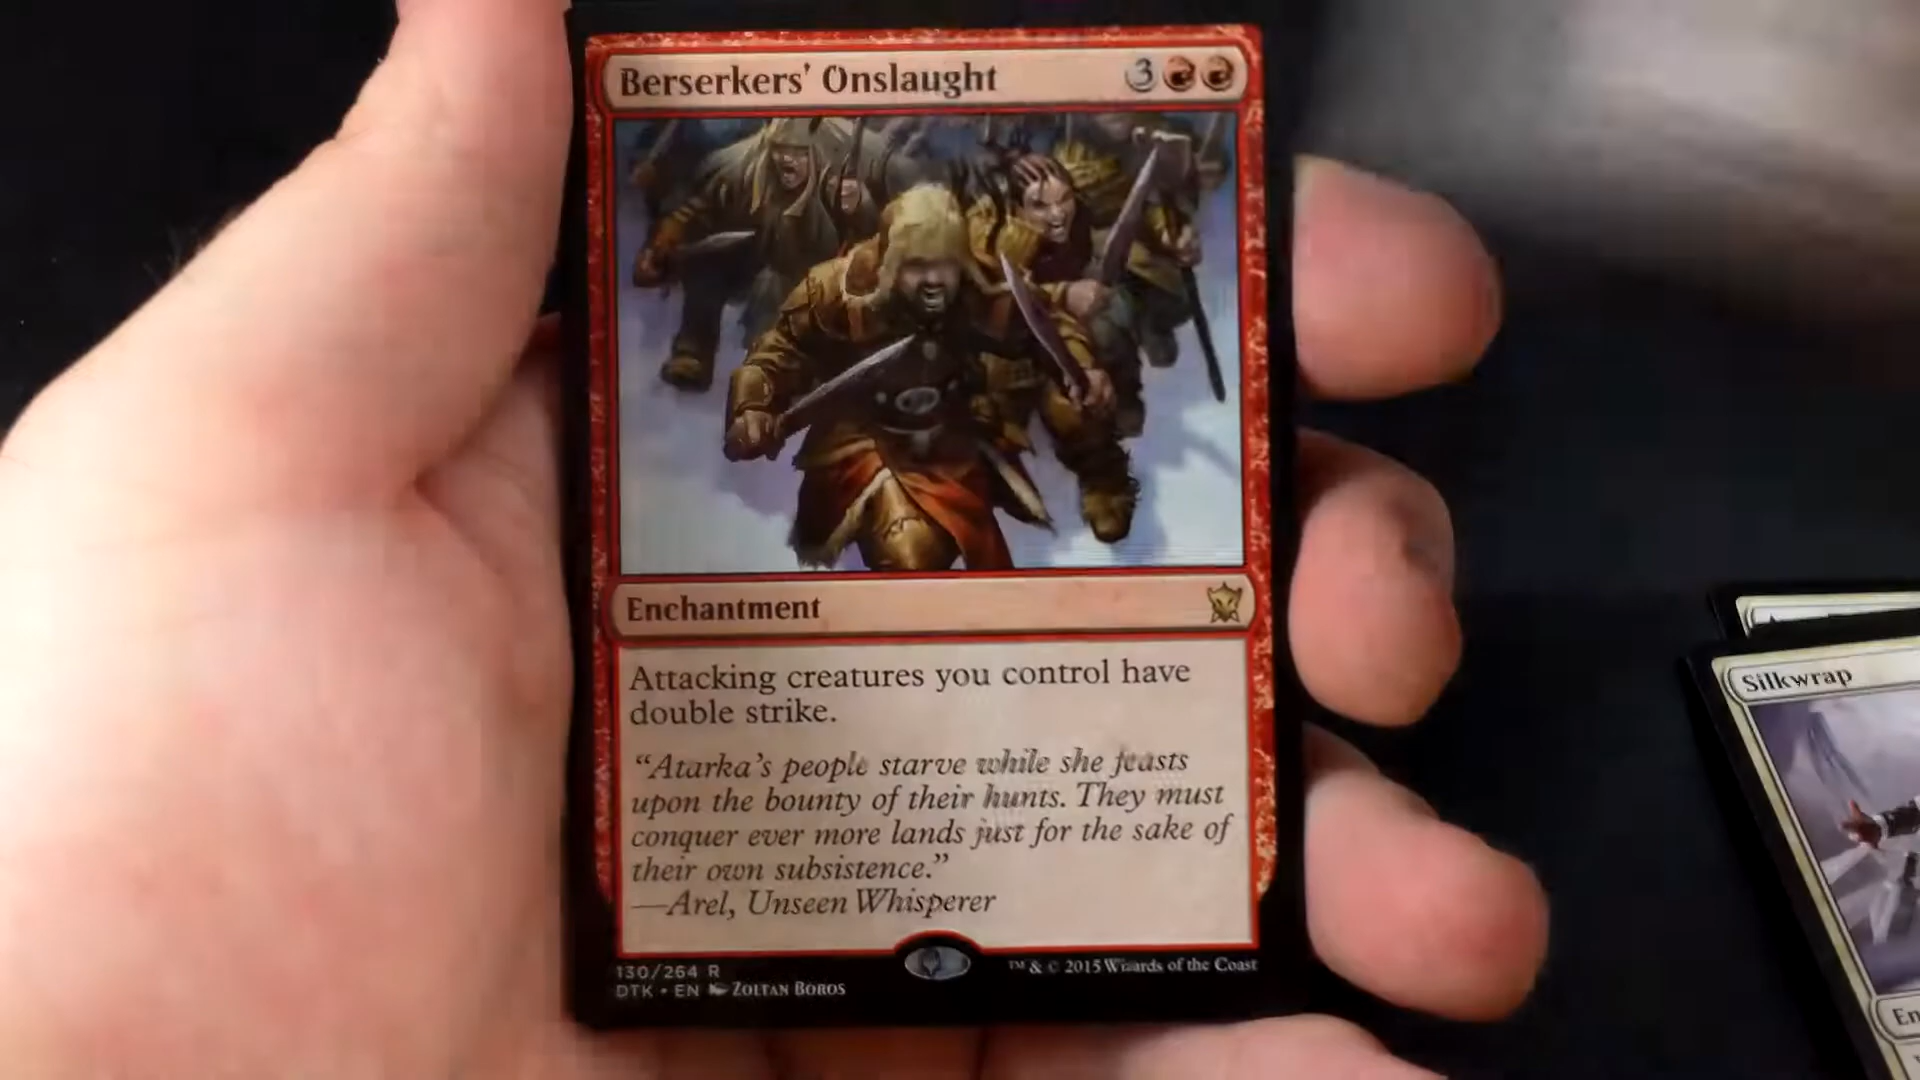 Berserkers' Onslaught 3
Enchantment
Attacking creatures you control have
double strike.
“Atarka's people starve while she feasts
upon the bounty of their hunts. They must
conquer ever more lands just for the sake of
their own subsistence.”
—Arel, Unseen Whisperer
130/264 R
DTK • EN ZOLTAN BOROS
™ & © 2015 Wizards of the Coast
Silkwrap
En